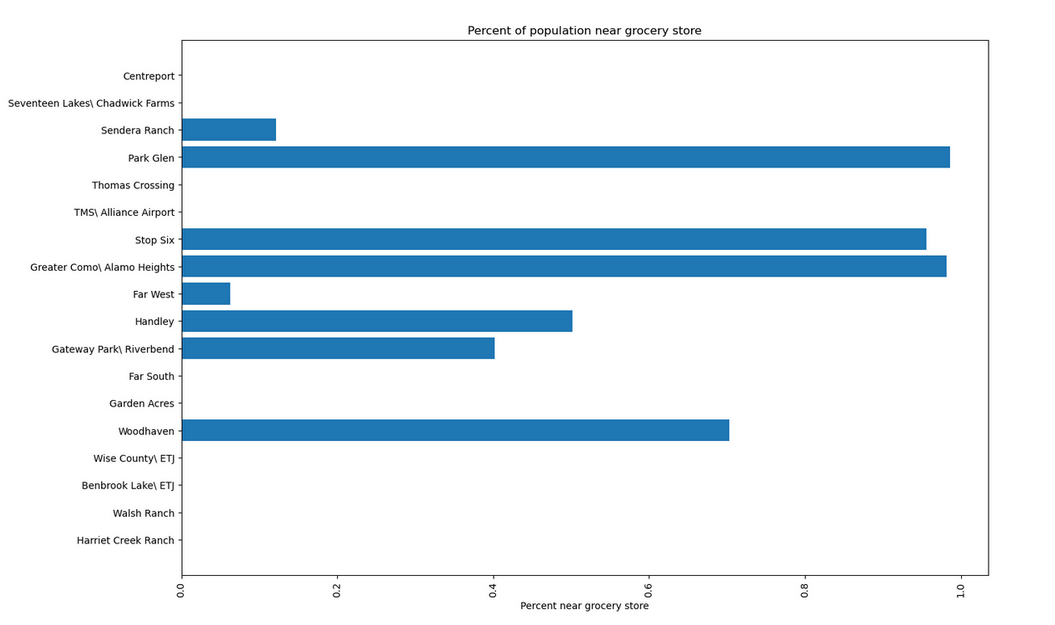 Percent of population near grocery store
Centreport
Seventeen Lakes\ Chadwick Farms
Sendera Ranch
Park Glen
Thomas Crossing
TMS\ Alliance Airport
Stop Six
Greater Como\ Alamo Heights
Far West
Handley
Gateway Park\ Riverbend
Far South
Garden Acres
Woodhaven
Wise County\ ETJ
Benbrook Lake\ ETJ
Walsh Ranch
Harriet Creek Ranch
0.0 0.2 0.4 0.6 0.8 1.0
Percent near grocery store